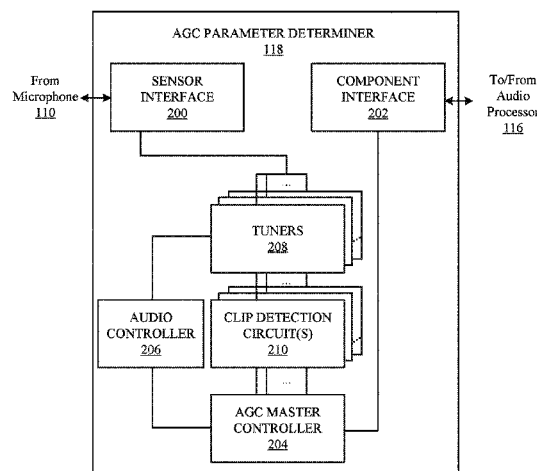 AGC PARAMETER DETERMINER
118
From
Microphone
110
SENSOR
INTERFACE
200
COMPONENT
INTERFACE
202
To/From
Audio
Processor
116
...
...
TUNERS
208
...
...
AUDIO
CONTROLLER
206
CLIP DETECTION
CIRCUIT(S)
210
...
AGC MASTER
CONTROLLER
204